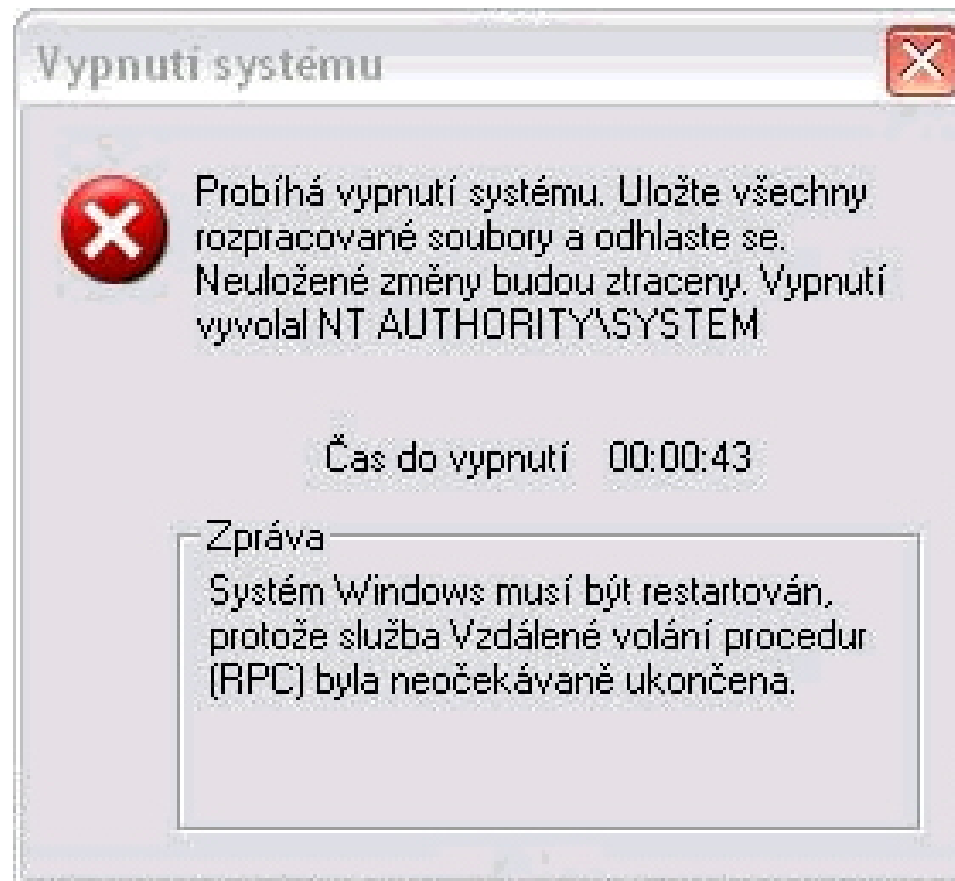 Vypnutí systému
Probíhá vypnutí systému. Uložte všechny
rozpracované soubory a odhlaste se.
Neuložené změny budou ztraceny. Vypnutí
vyvolal NT AUTHORITY\SYSTEM
Čas do vypnutí 00:00:43
Zpráva
Systém Windows musí být restartován,
protože služba Vzdálené volání procedur
(RPC) byla neočekávaně ukončena.